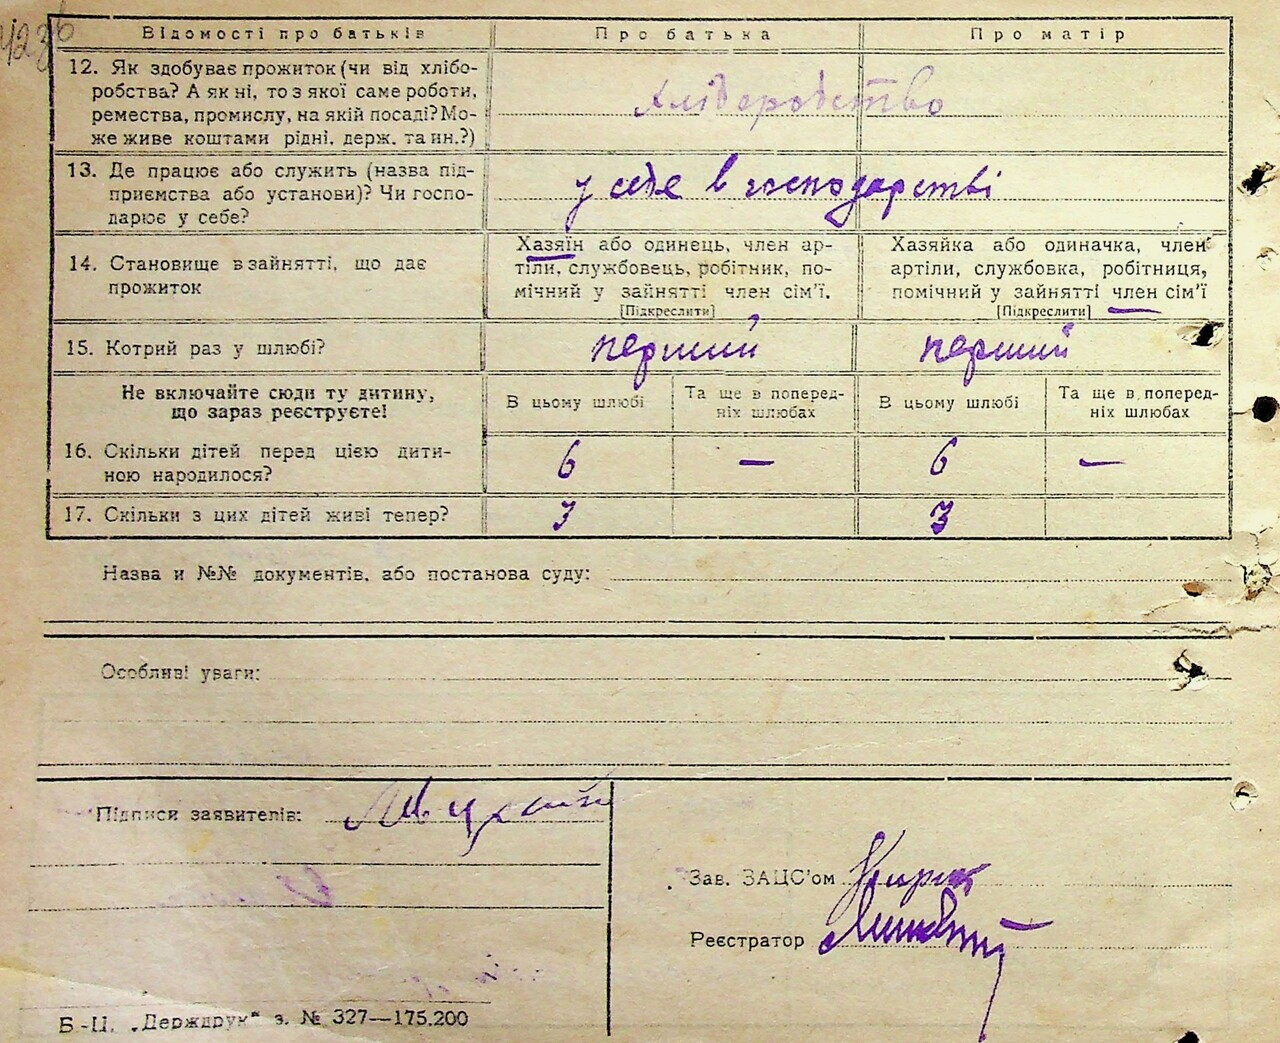 423б
Відомості про батьків Про батька Про матір
12. Як здобуває прожиток (чи від хлібо-
робства? А як ні, то з якої саме роботи,
ремества, промислу, на якій посаді? Мо-
же живе коштами рідні, держ. та ин.?)
хліборобство
13. Де працює або служить (назва під-
приємства або установи)? Чи госпо-
дарює у себе?
у себе в господарстві
14. Становище в зайнятті, що дає
прожиток
Хазяїн або одинець, член ар-
тіли, службовець, робітник, по-
мічний у зайнятті член сім'ї.
[Підкреслити]
Хазяйка або одиначка, член
артіли, службовка, робітниця,
помічний у зайнятті член сім'ї
[Підкреслити]
15. Котрий раз у шлюбі? перший перший
Не включайте сюди ту дитину,
що зараз реєструєте!
В цьому шлюбі
Та ще в поперед-
ніх шлюбах
В цьому шлюбі
Та ще в поперед-
ніх шлюбах
16. Скільки дітей перед цією дити-
ною народилося?
6 — 6 —
17. Скільки з цих дітей живі тепер? 3 3
Назва и №№ документів, або постанова суду:
Особливі уваги:
Підписи заявителів:
Зав. ЗАЦС'ом
Реєстратор
Б-Ц. „Держдрук“ з. № 327—175.200